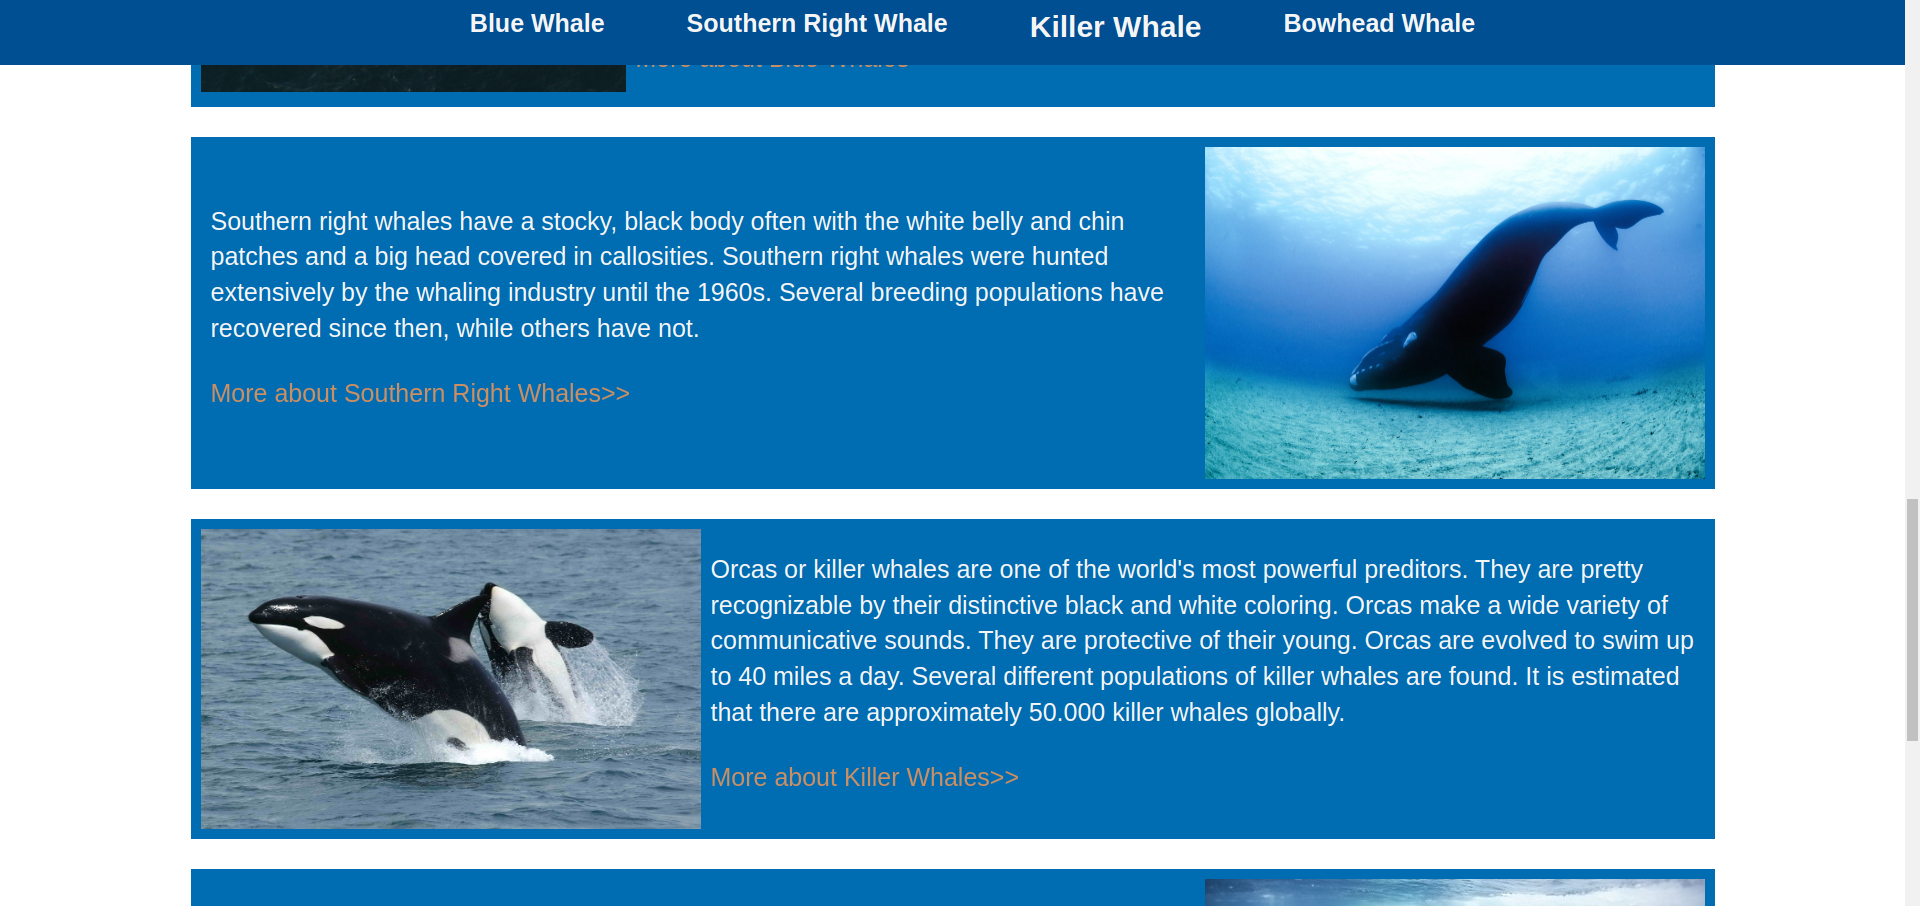 Blue Whale Southern Right Whale Killer Whale Bowhead Whale
More about Blue Whales
Southern right whales have a stocky, black body often with the white belly and chin
patches and a big head covered in callosities. Southern right whales were hunted
extensively by the whaling industry until the 1960s. Several breeding populations have
recovered since then, while others have not.
More about Southern Right Whales>>
Orcas or killer whales are one of the world's most powerful preditors. They are pretty
recognizable by their distinctive black and white coloring. Orcas make a wide variety of
communicative sounds. They are protective of their young. Orcas are evolved to swim up
to 40 miles a day. Several different populations of killer whales are found. It is estimated
that there are approximately 50.000 killer whales globally.
More about Killer Whales>>